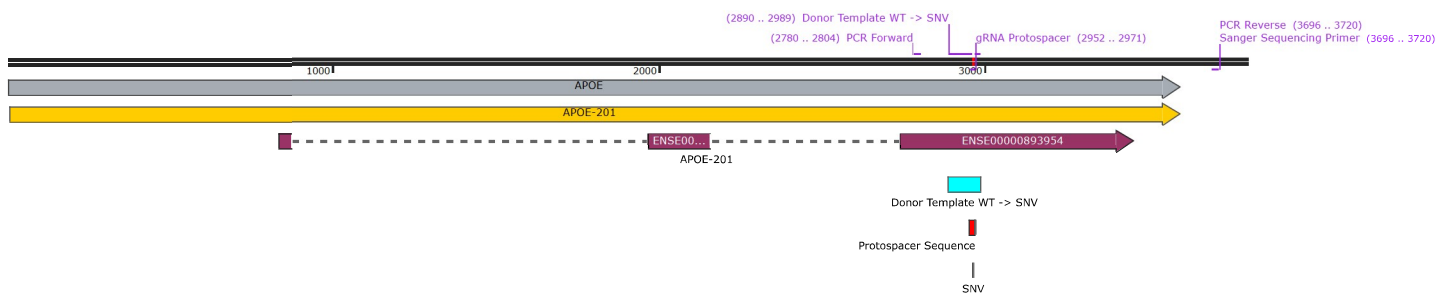 (2890 .. 2989) Donor Template WT -> SNV
PCR Reverse (3696 .. 3720)
(2780 .. 2804) PCR Forward
gRNA Protospacer (2952 .. 2971)
Sanger Sequencing Primer (3696 .. 3720)
1000
2000
3000
APOE
APOE-201
ENSE00...
ENSE00000893954
APOE-201
Donor Template WT -> SNV
Protospacer Sequence
SNV